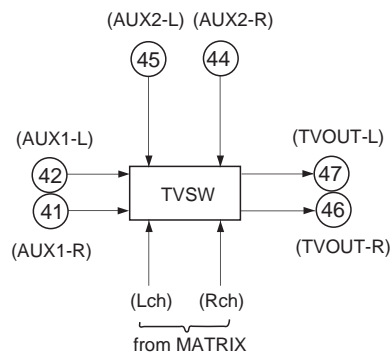 (AUX2-L) (AUX2-R)
45 44
(AUX1-L) (TVOUT-L)
42 TVSW 47
41 46
(AUX1-R) (TVOUT-R)
(Lch) (Rch)
from MATRIX